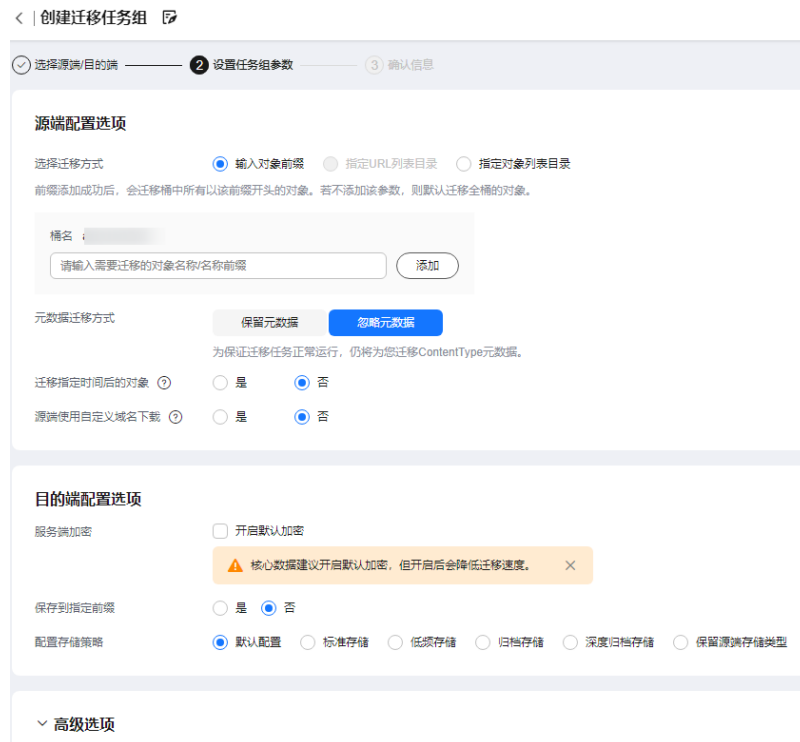 创建迁移任务组
选择源端/目的端 2 设置任务组参数 3 确认信息
源端配置选项
选择迁移方式 输入对象前缀 指定URL列表目录 指定对象列表目录
前缀添加成功后，会迁移桶中所有以该前缀开头的对象。若不添加该参数，则默认迁移全桶的对象。
桶名
请输入需要迁移的对象名称/名称前缀 添加
元数据迁移方式 保留元数据 忽略元数据
为保证迁移任务正常运行，仍将为您迁移ContentType元数据。
迁移指定时间后的对象 ? 是 否
源端使用自定义域名下载 ? 是 否
目的端配置选项
服务端加密 开启默认加密
核心数据建议开启默认加密，但开启后会降低迁移速度。
保存到指定前缀 是 否
配置存储策略 默认配置 标准存储 低频存储 归档存储 深度归档存储 保留源端存储类型
高级选项